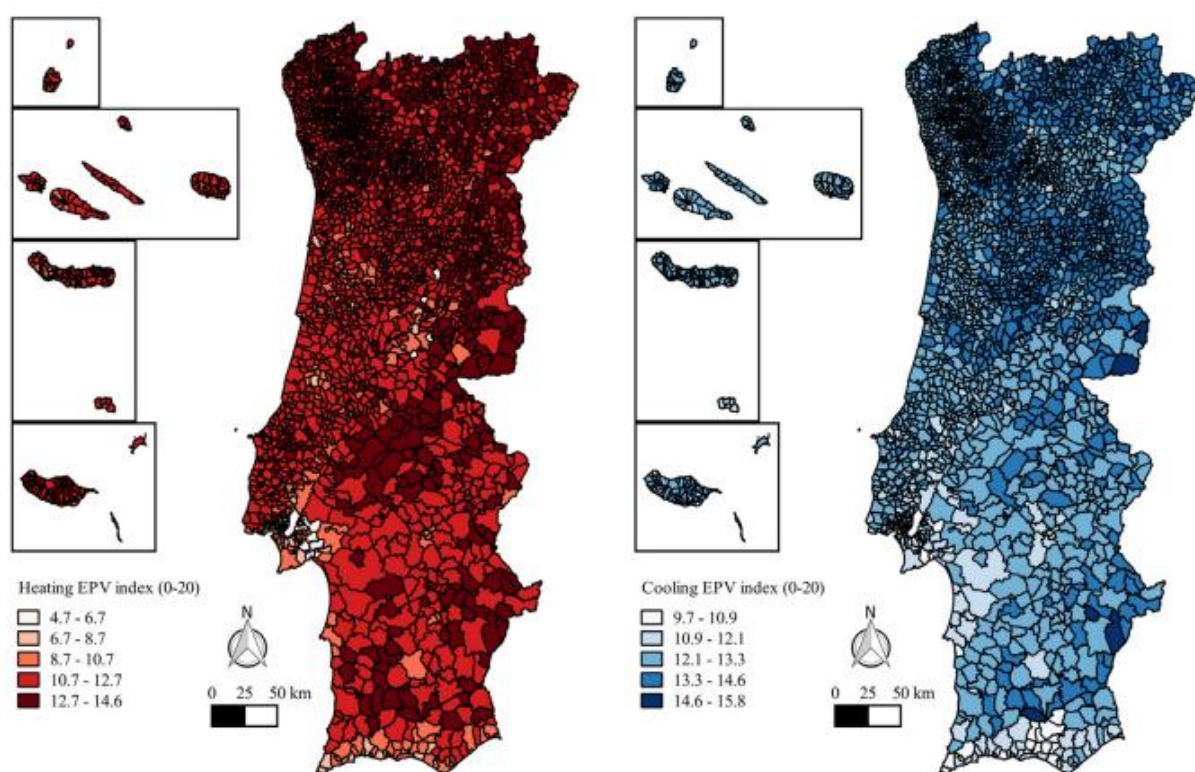 Heating EPV index (0-20)
4.7 - 6.7
6.7 - 8.7
8.7 - 10.7
10.7 - 12.7
12.7 - 14.6
N
0 25 50 km
Cooling EPV index (0-20)
9.7 - 10.9
10.9 - 12.1
12.1 - 13.3
13.3 - 14.6
14.6 - 15.8
N
0 25 50 km